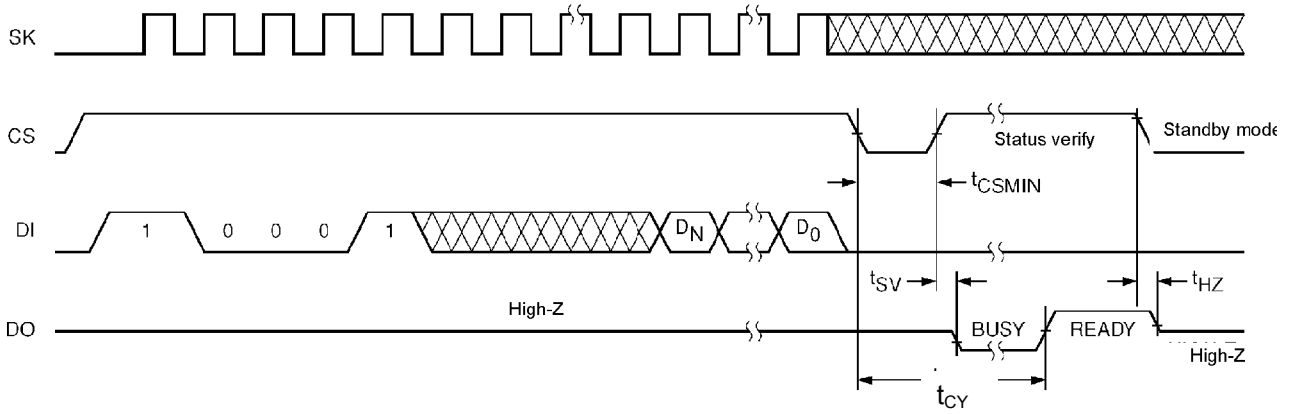 SK
CS
Status verify
Standby mode
tCSMIN
DI
1 0 0 0 1 DN D0
tSV
tHZ
High-Z
DO
BUSY READY
High-Z
tCY